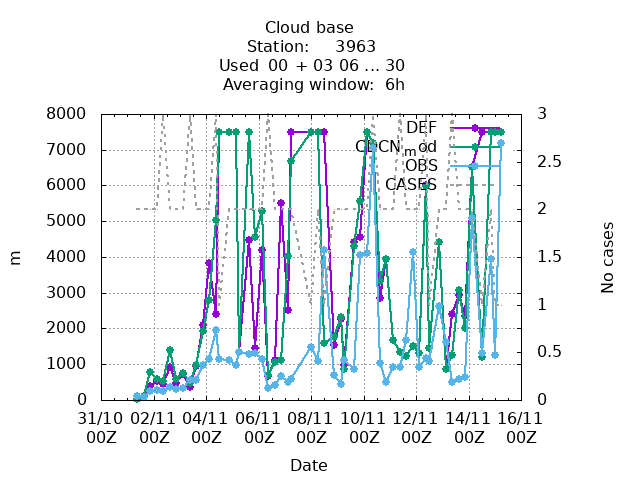 Cloud base
Station: 3963
Used 00 + 03 06 ... 30
Averaging window: 6h
8000
7000
6000
5000
4000
3000
2000
1000
0
m
3
2.5
2
1.5
1
0.5
0
No cases
DEF
CDCN_mod
OBS
CASES
31/10 02/11 04/11 06/11 08/11 10/11 12/11 14/11 16/11
00Z 00Z 00Z 00Z 00Z 00Z 00Z 00Z 00Z
Date